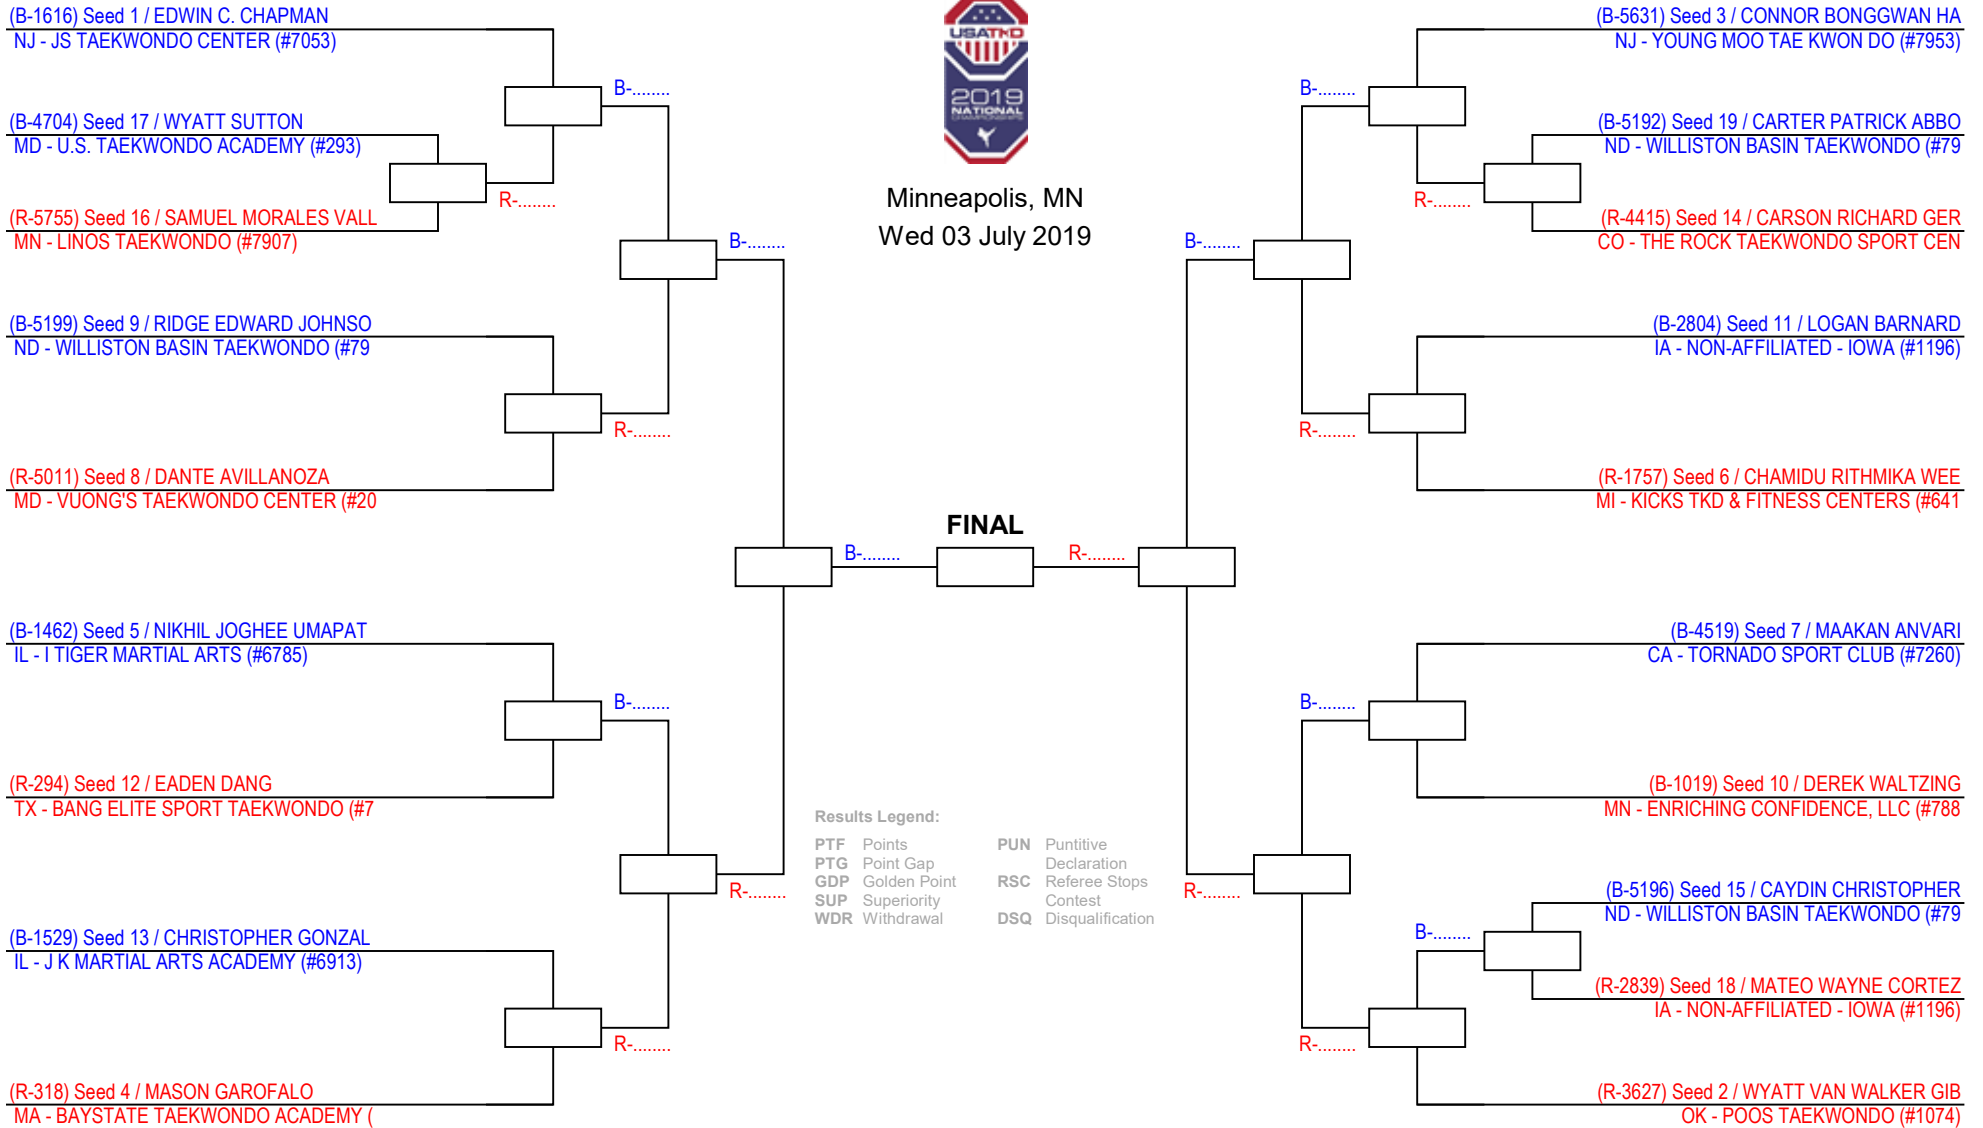 (B-1616) Seed 1 / EDWIN C. CHAPMAN
NJ - JS TAEKWONDO CENTER (#7053)
B-........
(B-4704) Seed 17 / WYATT SUTTON
MD - U.S. TAEKWONDO ACADEMY (#293)
R-........
(R-5755) Seed 16 / SAMUEL MORALES VALL
MN - LINOS TAEKWONDO (#7907)
B-........
(B-5199) Seed 9 / RIDGE EDWARD JOHNSO
ND - WILLISTON BASIN TAEKWONDO (#79
R-........
(R-5011) Seed 8 / DANTE AVILLANOZA
MD - VUONG'S TAEKWONDO CENTER (#20
B-........
(B-1462) Seed 5 / NIKHIL JOGHEE UMAPAT
IL - I TIGER MARTIAL ARTS (#6785)
B-........
(R-294) Seed 12 / EADEN DANG
TX - BANG ELITE SPORT TAEKWONDO (#7
R-........
(B-1529) Seed 13 / CHRISTOPHER GONZAL
IL - J K MARTIAL ARTS ACADEMY (#6913)
R-........
(R-318) Seed 4 / MASON GAROFALO
MA - BAYSTATE TAEKWONDO ACADEMY (
USATKD
2019
NATIONAL
CHAMPIONSHIPS
Minneapolis, MN
Wed 03 July 2019
FINAL
Results Legend:
PTF Points
PTG Point Gap
GDP Golden Point
SUP Superiority
WDR Withdrawal
PUN Puntitive
Declaration
RSC Referee Stops
Contest
DSQ Disqualification
(B-5631) Seed 3 / CONNOR BONGGWAN HA
NJ - YOUNG MOO TAE KWON DO (#7953)
B-........
(B-5192) Seed 19 / CARTER PATRICK ABBO
ND - WILLISTON BASIN TAEKWONDO (#79
R-........
(R-4415) Seed 14 / CARSON RICHARD GER
CO - THE ROCK TAEKWONDO SPORT CEN
B-........
(B-2804) Seed 11 / LOGAN BARNARD
IA - NON-AFFILIATED - IOWA (#1196)
R-........
(R-1757) Seed 6 / CHAMIDU RITHMIKA WEE
MI - KICKS TKD & FITNESS CENTERS (#641
R-........
(B-4519) Seed 7 / MAAKAN ANVARI
CA - TORNADO SPORT CLUB (#7260)
B-........
(B-1019) Seed 10 / DEREK WALTZING
MN - ENRICHING CONFIDENCE, LLC (#788
R-........
(B-5196) Seed 15 / CAYDIN CHRISTOPHER
ND - WILLISTON BASIN TAEKWONDO (#79
B-........
(R-2839) Seed 18 / MATEO WAYNE CORTEZ
IA - NON-AFFILIATED - IOWA (#1196)
R-........
(R-3627) Seed 2 / WYATT VAN WALKER GIB
OK - POOS TAEKWONDO (#1074)